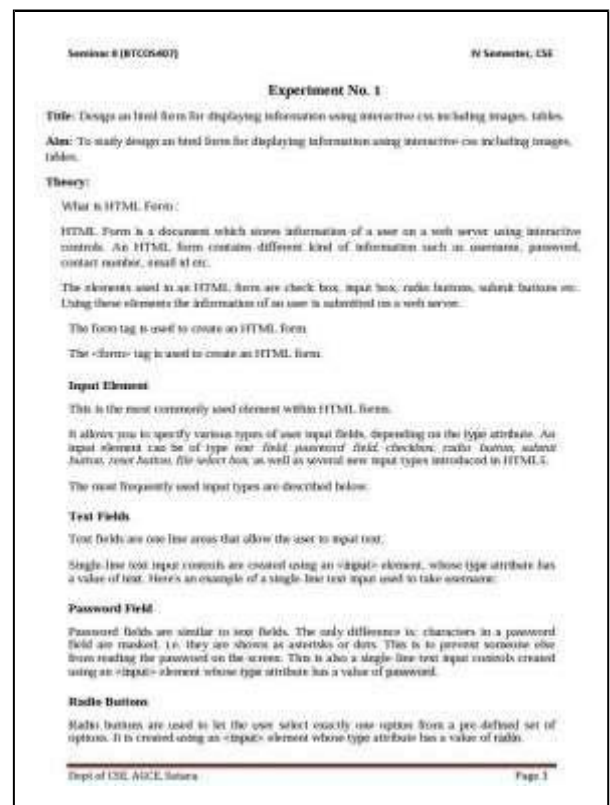 Seminar II (BTCOS407) IV Semester, CSE
Experiment No. 1
Title: Design an html form for displaying information using interactive css including images, tables.
Aim: To study design an html form for displaying information using interactive css including images,
tables.
Theory:
What is HTML Form :
HTML Form is a document which stores information of a user on a web server using interactive
controls. An HTML form contains different kind of information such as username, password,
contact number, email id etc.
The elements used in an HTML form are check box, input box, radio buttons, submit buttons etc.
Using these elements the information of an user is submitted on a web server.
The form tag is used to create an HTML form.
The <form> tag is used to create an HTML form.
Input Element
This is the most commonly used element within HTML forms.
It allows you to specify various types of user input fields, depending on the type attribute. An
input element can be of type text field, password field, checkbox, radio button, submit
button, reset button, file select box, as well as several new input types introduced in HTML5.
The most frequently used input types are described below.
Text Fields
Text fields are one line areas that allow the user to input text.
Single-line text input controls are created using an <input> element, whose type attribute has
a value of text. Here's an example of a single-line text input used to take username:
Password Field
Password fields are similar to text fields. The only difference is; characters in a password
field are masked, i.e. they are shown as asterisks or dots. This is to prevent someone else
from reading the password on the screen. This is also a single-line text input controls created
using an <input> element whose type attribute has a value of password.
Radio Buttons
Radio buttons are used to let the user select exactly one option from a pre-defined set of
options. It is created using an <input> element whose type attribute has a value of radio.
Dept of CSE, AGCE, Satara Page 3